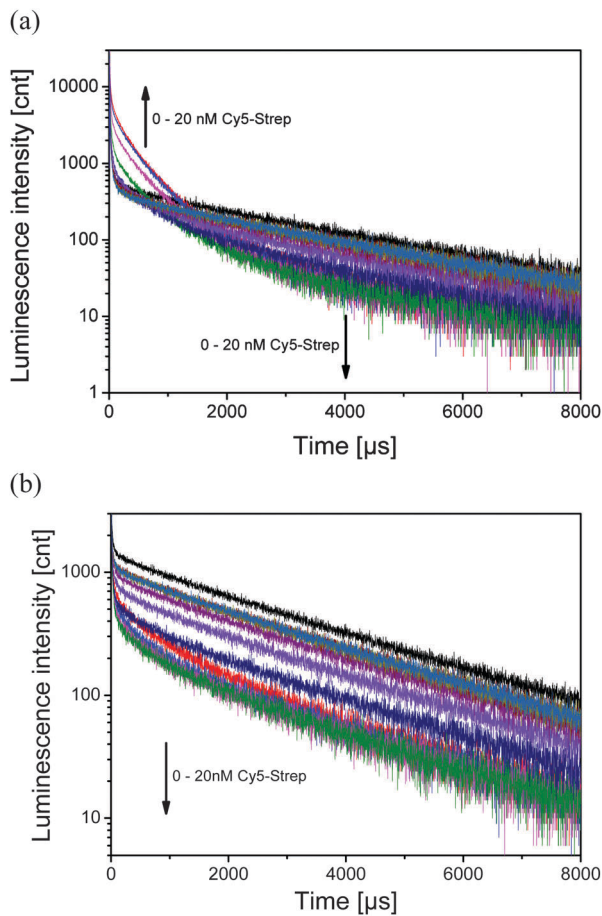 (a)
Luminescence intensity [cnt]
10000
1000
100
10
1
0 - 20 nM Cy5-Strep
0 - 20 nM Cy5-Strep
0
2000
4000
6000
8000
Time [µs]
(b)
Luminescence intensity [cnt]
1000
100
10
0 - 20nM Cy5-Strep
0
2000
4000
6000
8000
Time [µs]